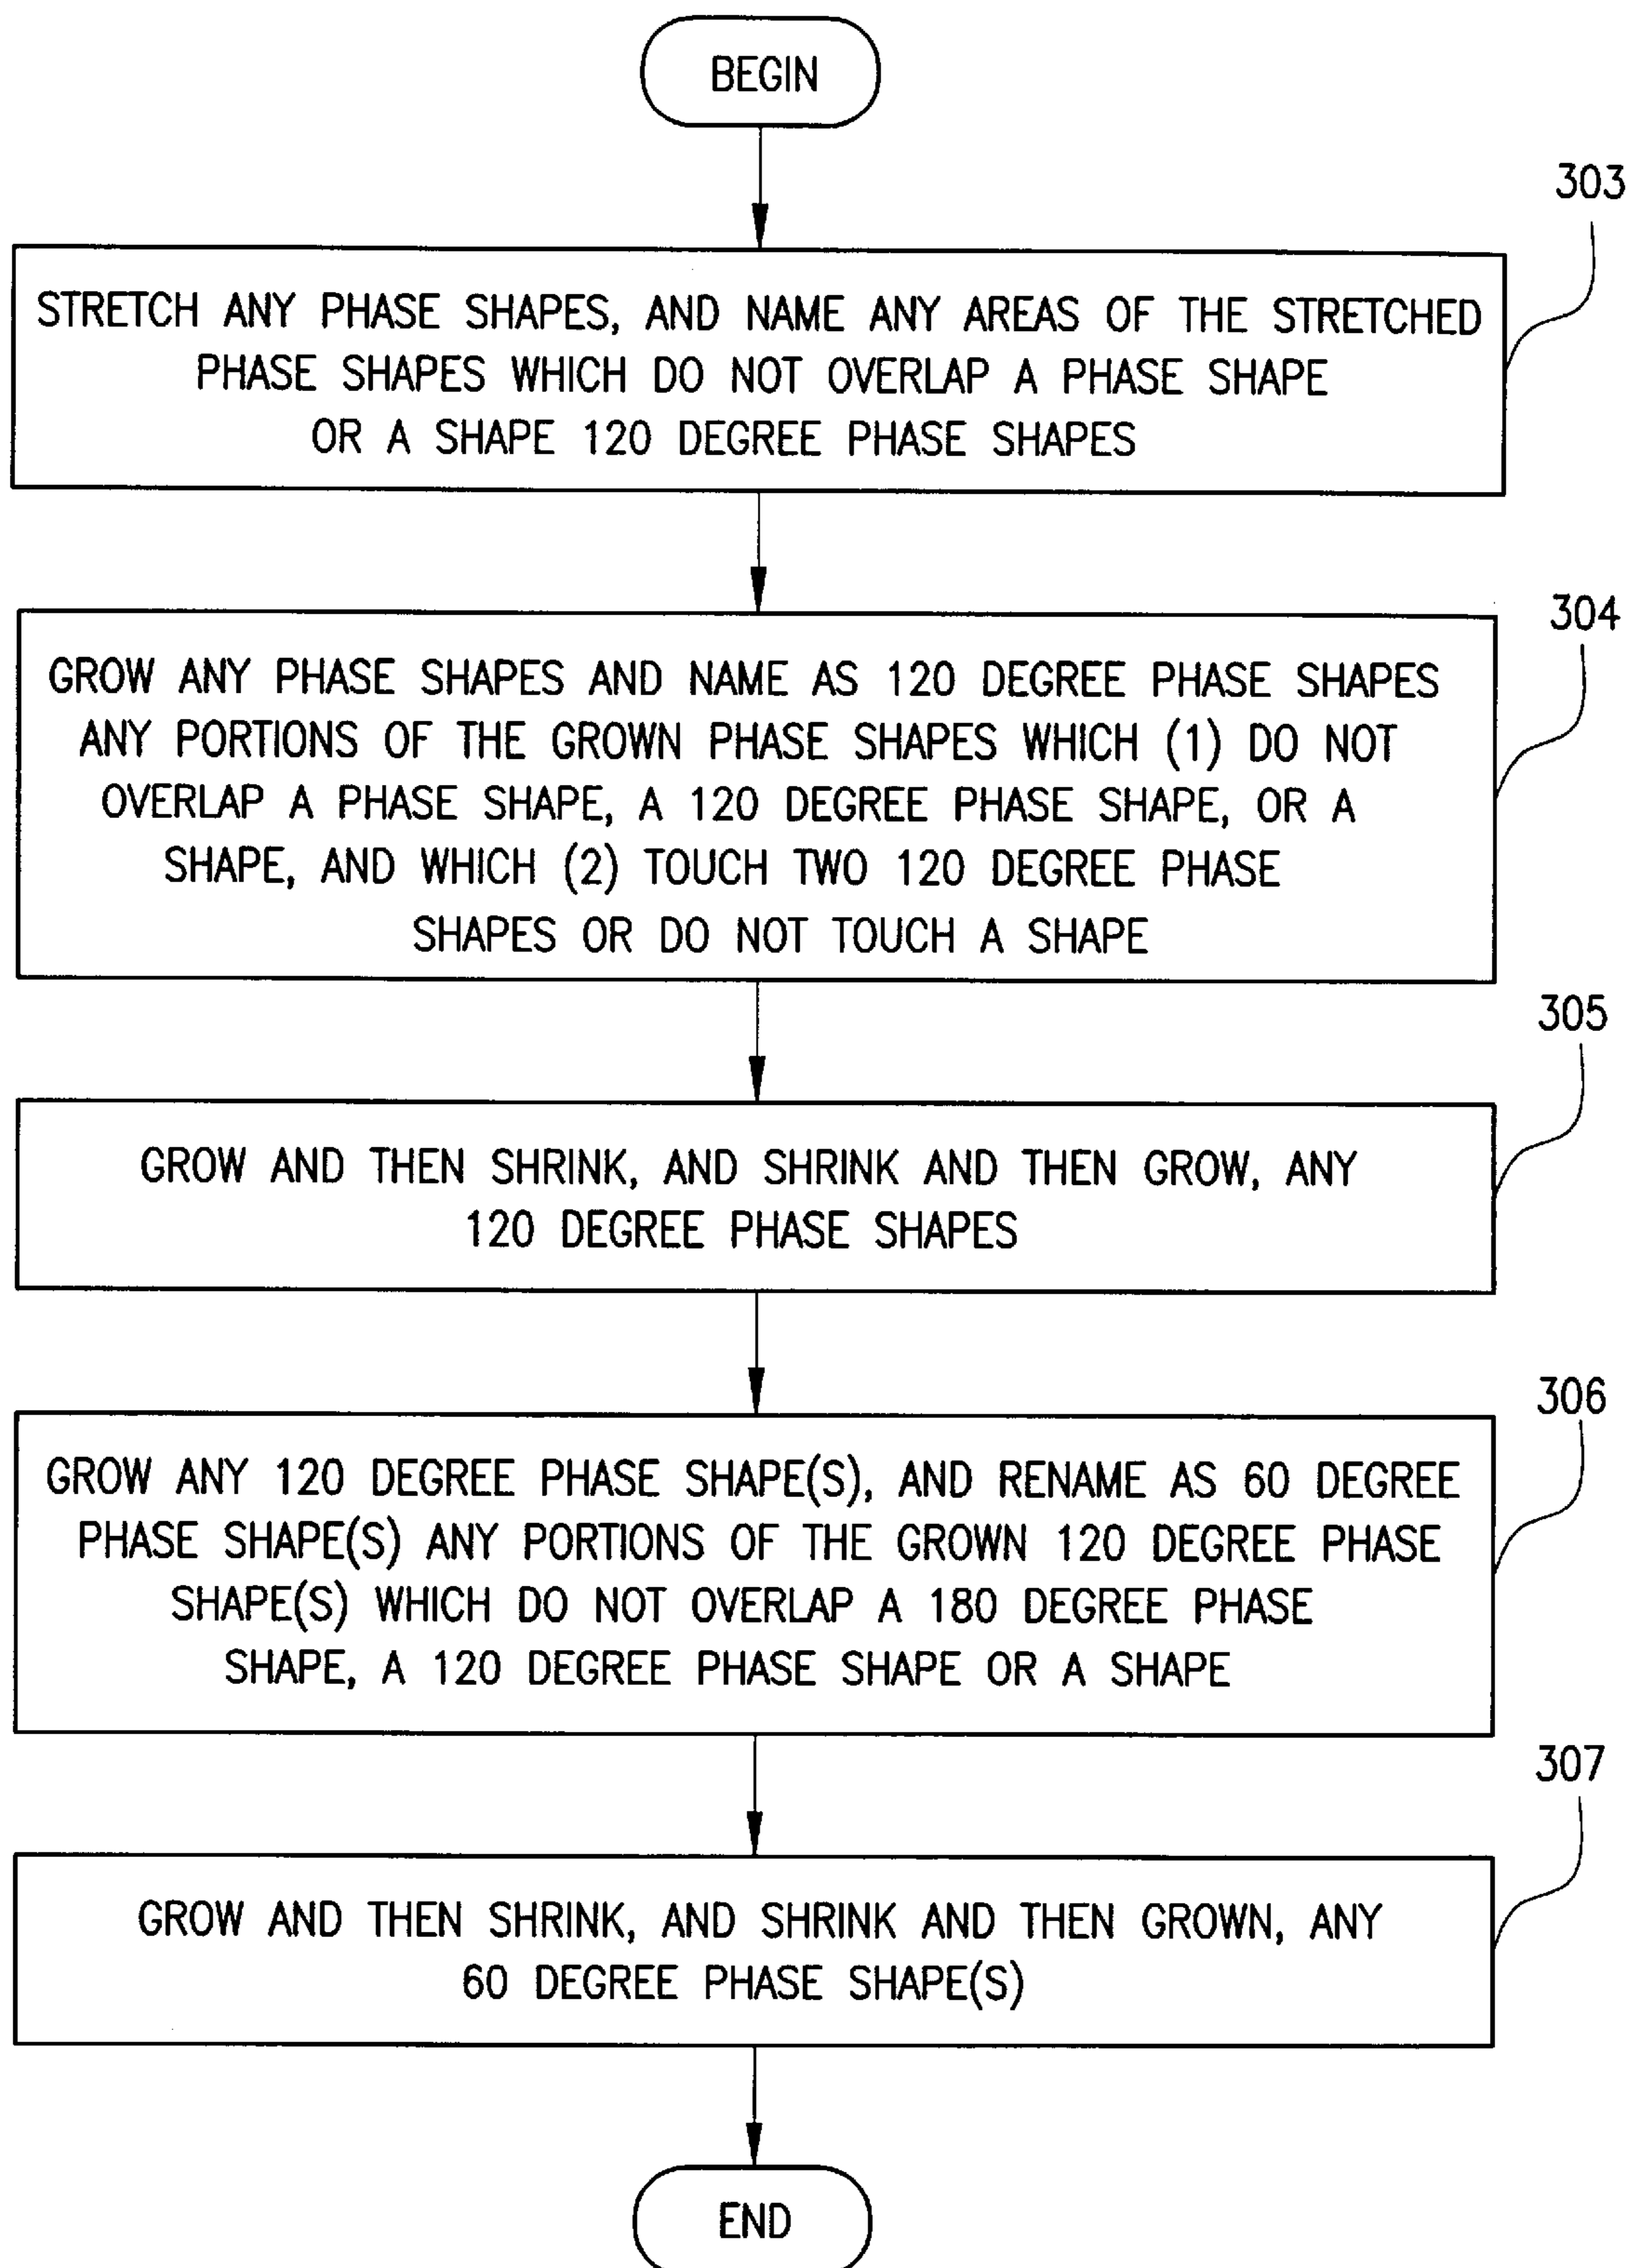 BEGIN
303
STRETCH ANY PHASE SHAPES, AND NAME ANY AREAS OF THE STRETCHED
PHASE SHAPES WHICH DO NOT OVERLAP A PHASE SHAPE
OR A SHAPE 120 DEGREE PHASE SHAPES
304
GROW ANY PHASE SHAPES AND NAME AS 120 DEGREE PHASE SHAPES
ANY PORTIONS OF THE GROWN PHASE SHAPES WHICH (1) DO NOT
OVERLAP A PHASE SHAPE, A 120 DEGREE PHASE SHAPE, OR A
SHAPE, AND WHICH (2) TOUCH TWO 120 DEGREE PHASE
SHAPES OR DO NOT TOUCH A SHAPE
305
GROW AND THEN SHRINK, AND SHRINK AND THEN GROW, ANY
120 DEGREE PHASE SHAPES
306
GROW ANY 120 DEGREE PHASE SHAPE(S), AND RENAME AS 60 DEGREE
PHASE SHAPE(S) ANY PORTIONS OF THE GROWN 120 DEGREE PHASE
SHAPE(S) WHICH DO NOT OVERLAP A 180 DEGREE PHASE
SHAPE, A 120 DEGREE PHASE SHAPE OR A SHAPE
307
GROW AND THEN SHRINK, AND SHRINK AND THEN GROWN, ANY
60 DEGREE PHASE SHAPE(S)
END